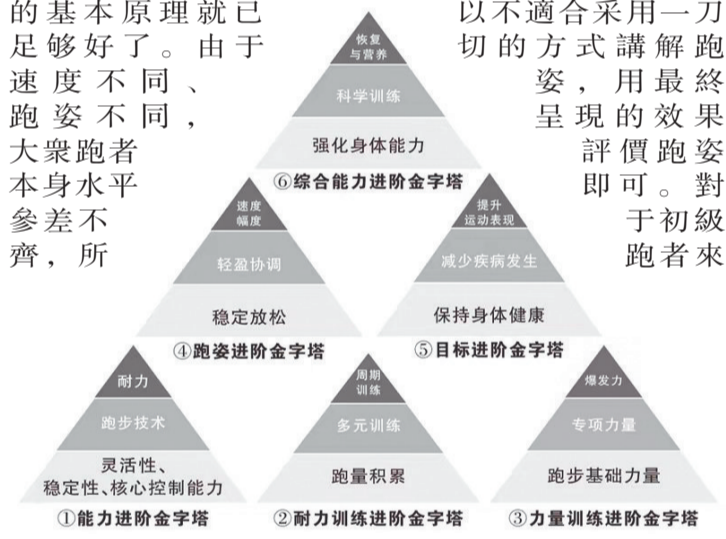 的基本原理就已
足够好了。由于
速度不同、
跑姿不同，
大衆跑者
本身水平
參差不
齊，所
以不適合采用一刀
切的方式講解跑
姿，用最終
呈現的效果
評價跑姿
即可。對
于初級
跑者來
恢复
与营养
科学训练
强化身体能力
⑥综合能力进阶金字塔
速度
幅度
轻盈协调
稳定放松
④跑姿进阶金字塔
提升
运动表现
减少疾病发生
保持身体健康
⑤目标进阶金字塔
耐力
跑步技术
灵活性、
稳定性、核心控制能力
①能力进阶金字塔
周期
训练
多元训练
跑量积累
②耐力训练进阶金字塔
爆发力
专项力量
跑步基础力量
③力量训练进阶金字塔